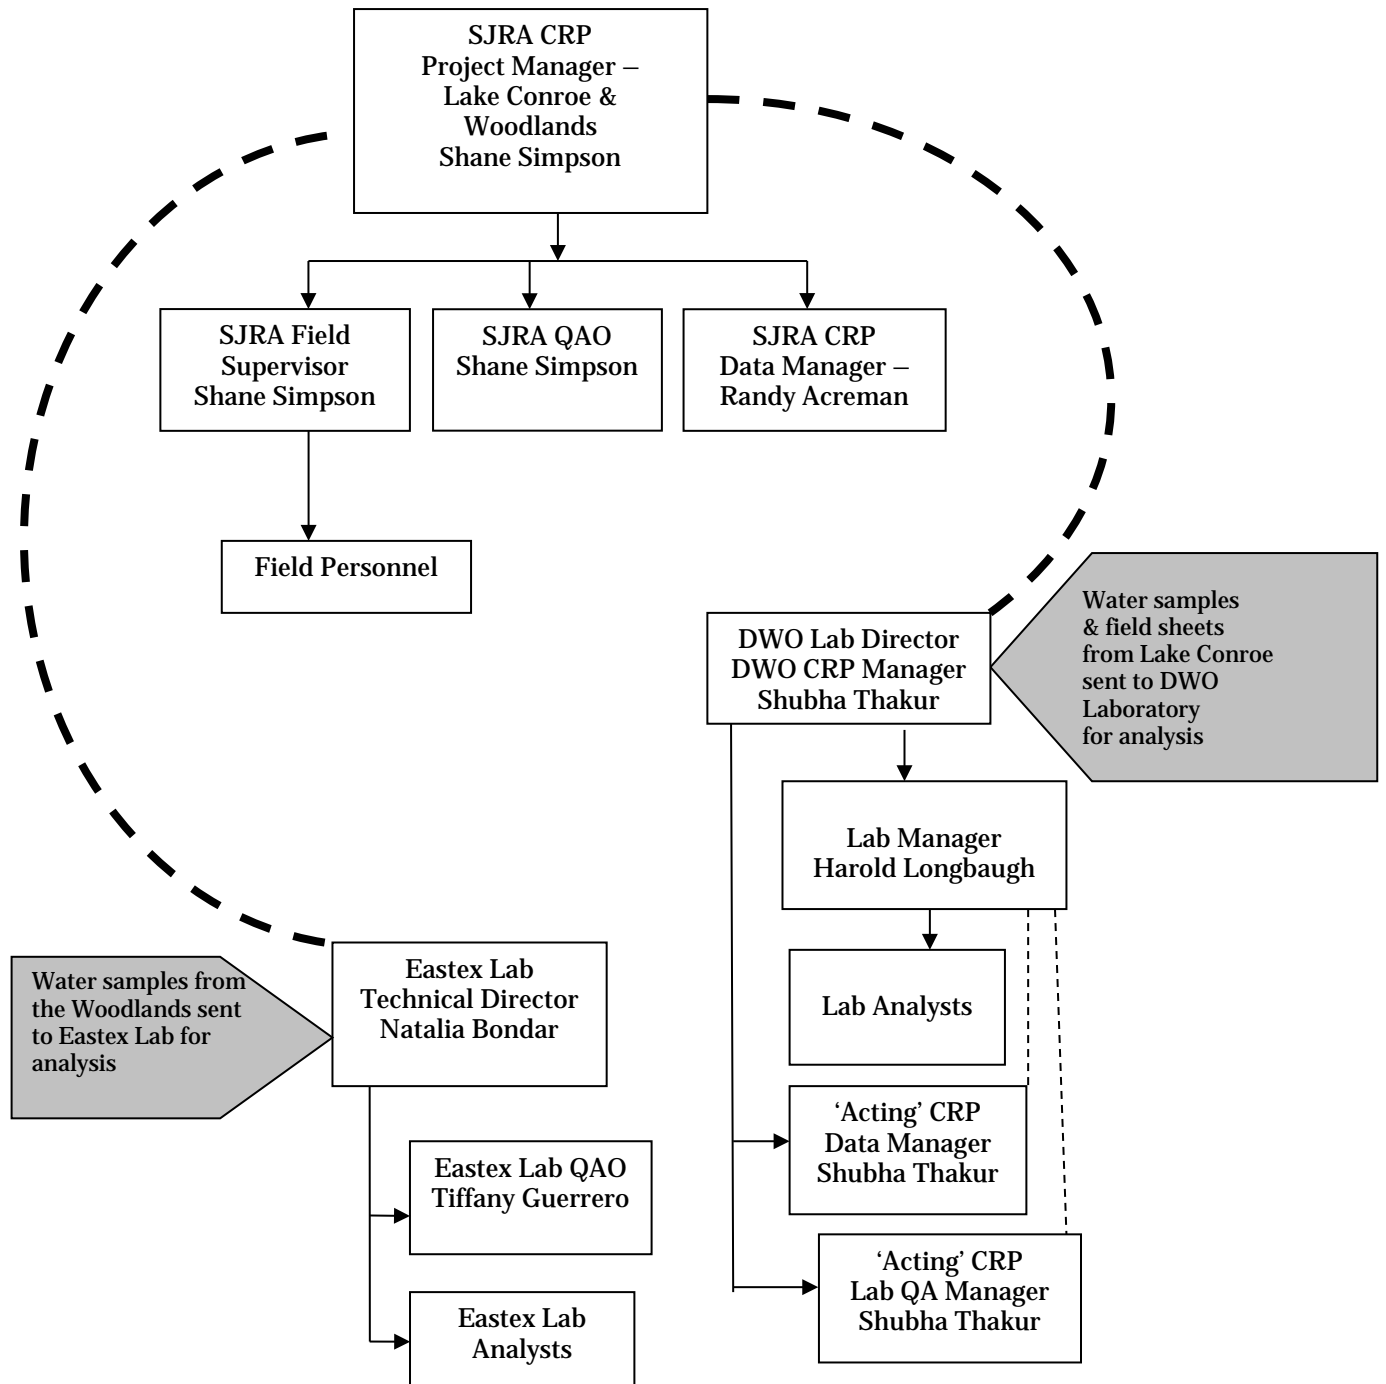 SJRA CRP
Project Manager –
Lake Conroe &
Woodlands
Shane Simpson
SJRA Field
Supervisor
Shane Simpson
SJRA QAO
Shane Simpson
SJRA CRP
Data Manager –
Randy Acreman
Field Personnel
Water samples
& field sheets
from Lake Conroe
sent to DWO
Laboratory
for analysis
DWO Lab Director
DWO CRP Manager
Shubha Thakur
Lab Manager
Harold Longbaugh
Lab Analysts
‘Acting’ CRP
Data Manager
Shubha Thakur
‘Acting’ CRP
Lab QA Manager
Shubha Thakur
Water samples from
the Woodlands sent
to Eastex Lab for
analysis
Eastex Lab
Technical Director
Natalia Bondar
Eastex Lab QAO
Tiffany Guerrero
Eastex Lab
Analysts